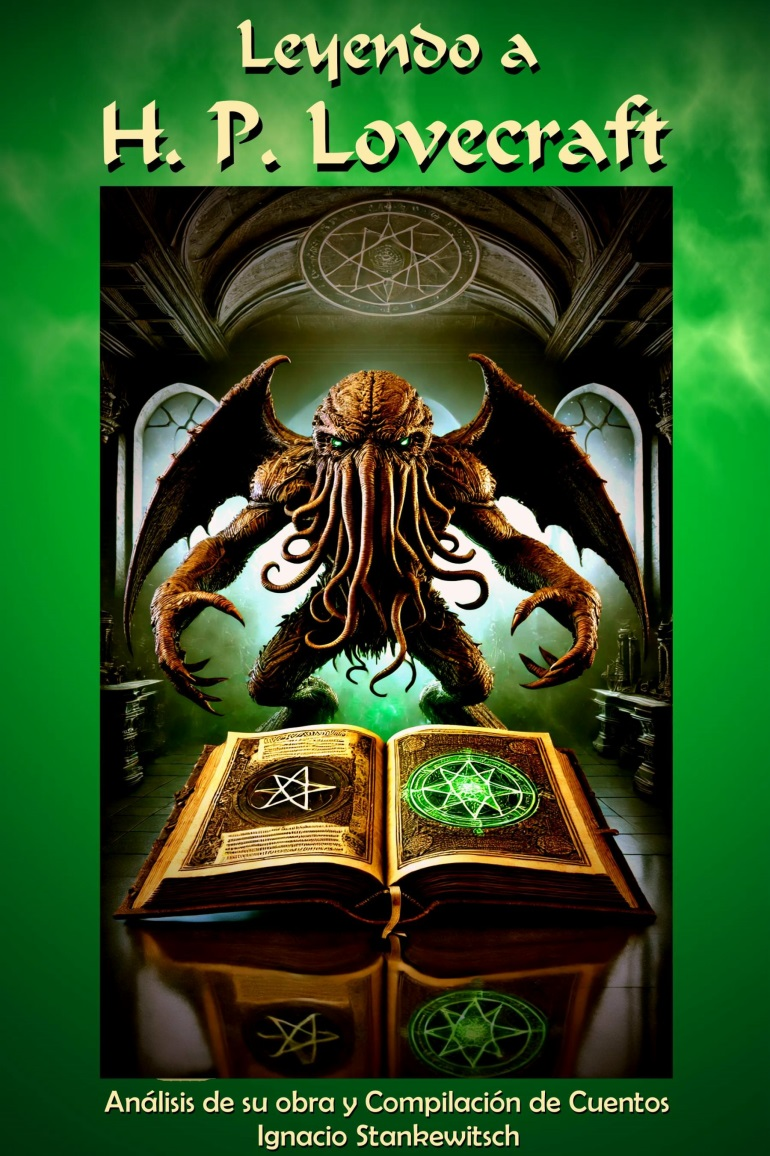 Leyendo a
H. P. Lovecraft
Análisis de su obra y Compilación de Cuentos
Ignacio Stankewitsch